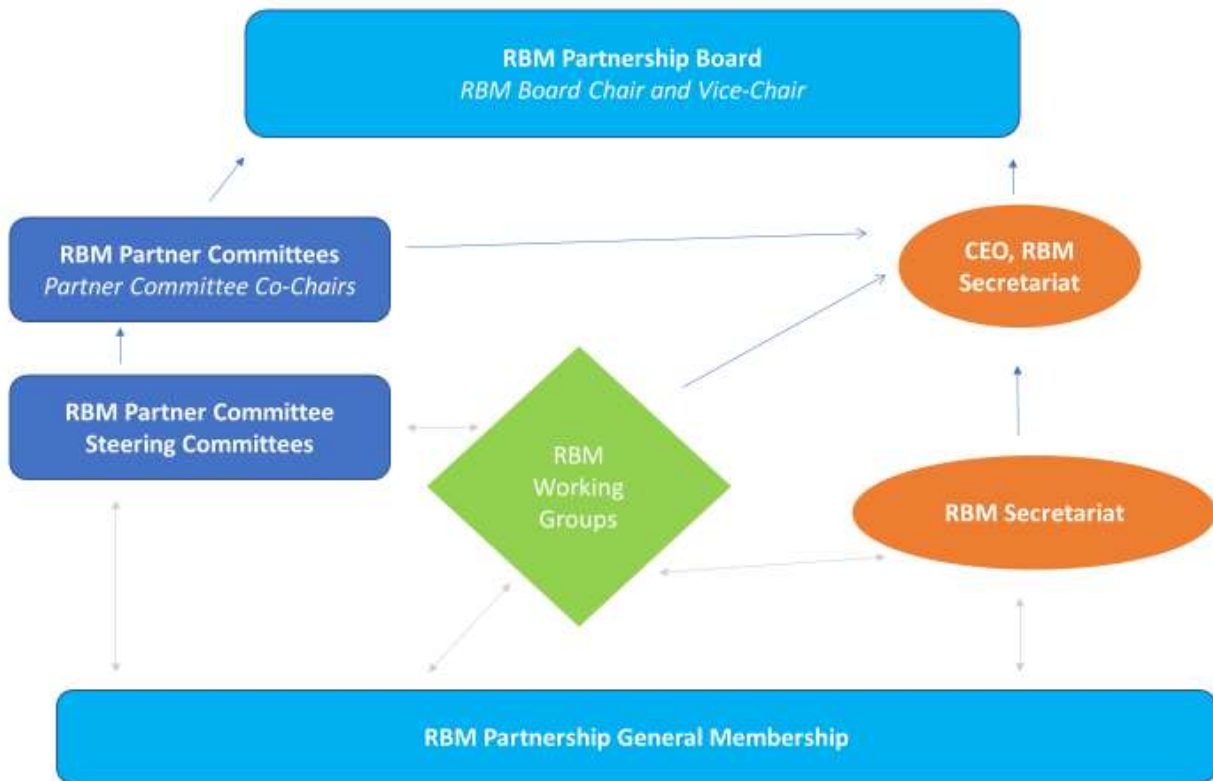 RBM Partnership Board
RBM Board Chair and Vice-Chair
RBM Partner Committees
Partner Committee Co-Chairs
CEO, RBM
Secretariat
RBM Partner Committee
Steering Committees
RBM
Working
Groups
RBM Secretariat
RBM Partnership General Membership